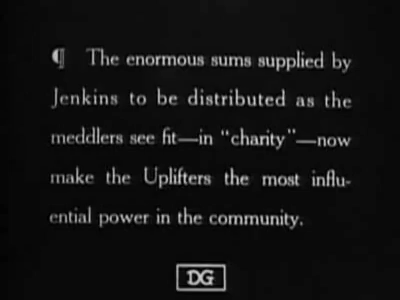 ¶ The enormous sums supplied by
Jenkins to be distributed as the
meddlers see fit—in “charity”—now
make the Uplifters the most influ-
ential power in the community.
DG